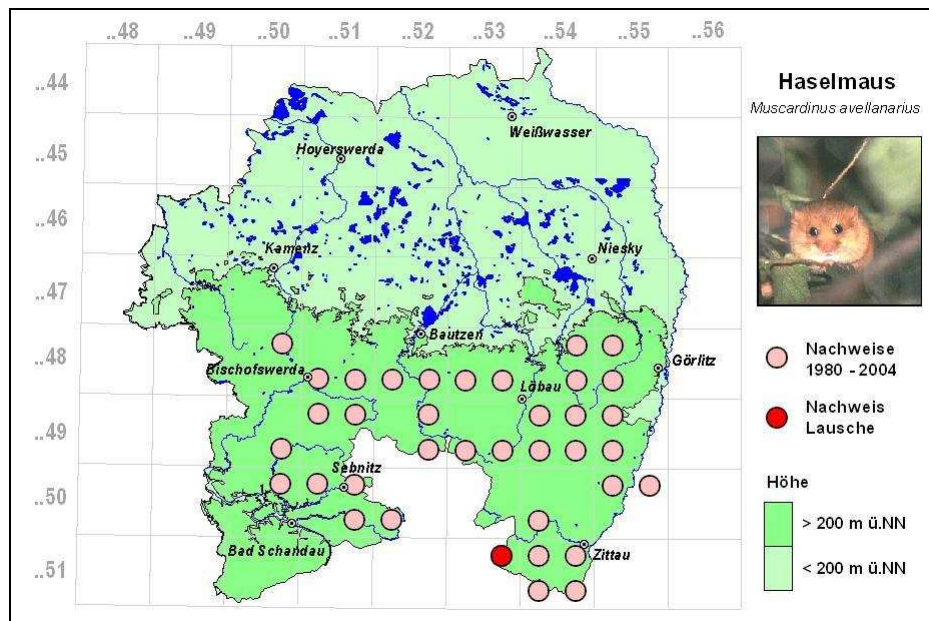 ..48 ..49 ..50 ..51 ..52 ..53 ..54 ..55 ..56
..44
..45
..46
..47
..48
..49
..50
..51
Weißwasser
Hoyerswerda
Kamenz
Niesky
Bautzen
Görlitz
Bischofswerda
Löbau
Sebnitz
Bad Schandau
Zittau
Haselmaus
Muscardinus avellanarius
Nachweise
1980 - 2004
Nachweis
Lausche
Höhe
> 200 m ü.NN
< 200 m ü.NN